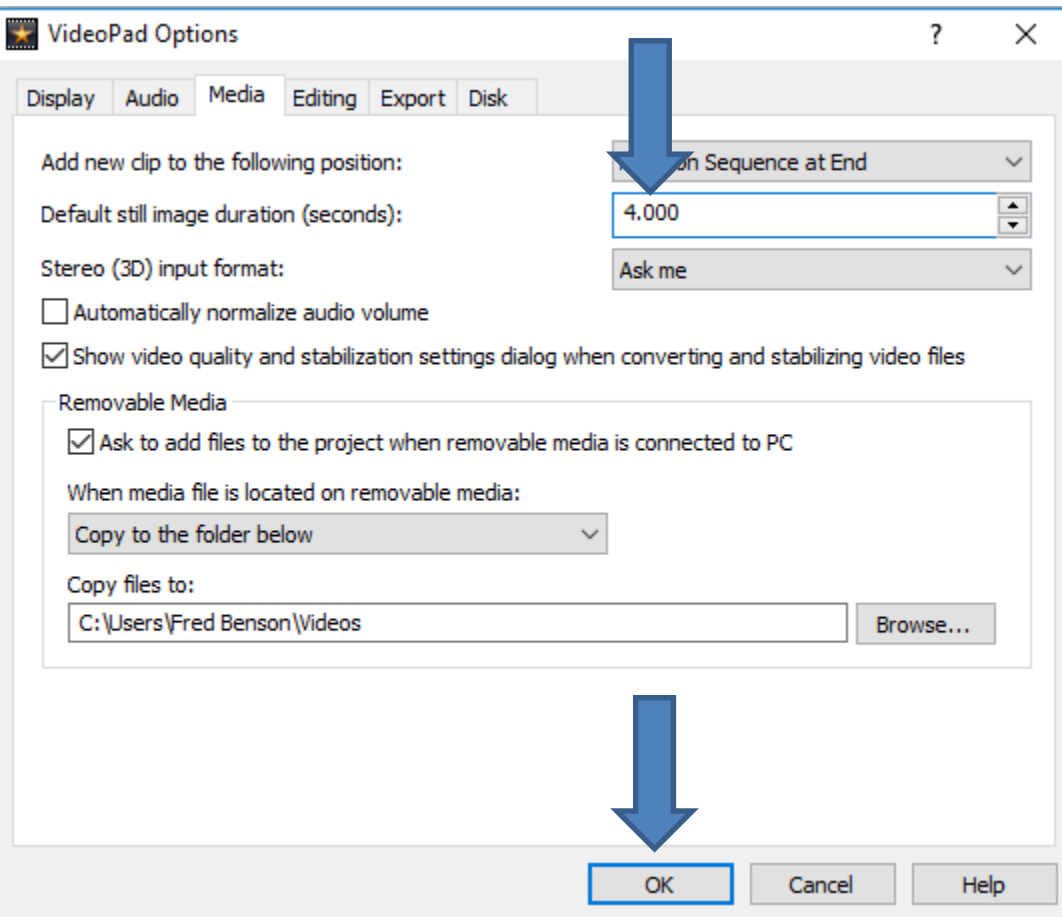 VideoPad Options
Display Audio Media Editing Export Disk
Add new clip to the following position: on Sequence at End
Default still image duration (seconds): 4.000
Stereo (3D) input format: Ask me
Automatically normalize audio volume
Show video quality and stabilization settings dialog when converting and stabilizing video files
Removable Media
Ask to add files to the project when removable media is connected to PC
When media file is located on removable media:
Copy to the folder below
Copy files to:
C:\Users\Fred Benson\Videos Browse...
OK Cancel Help